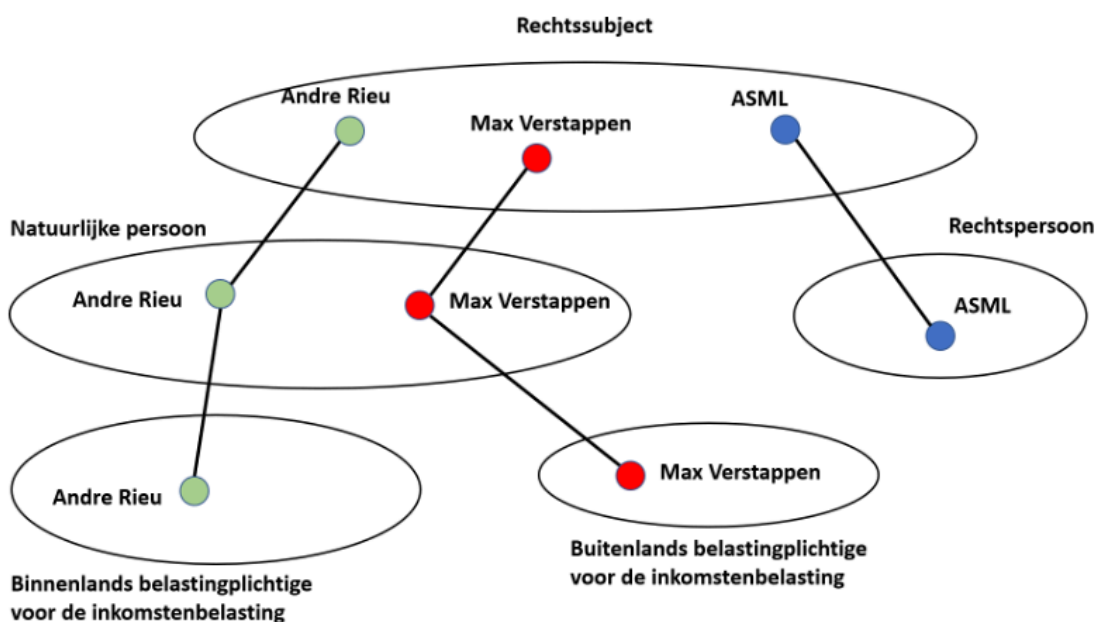 Rechtssubject
Andre Rieu
Max Verstappen
ASML
Natuurlijke persoon
Rechtspersoon
Andre Rieu
Max Verstappen
ASML
Andre Rieu
Max Verstappen
Binnenlands belastingplichtige
voor de inkomstenbelasting
Buitenlands belastingplichtige
voor de inkomstenbelasting